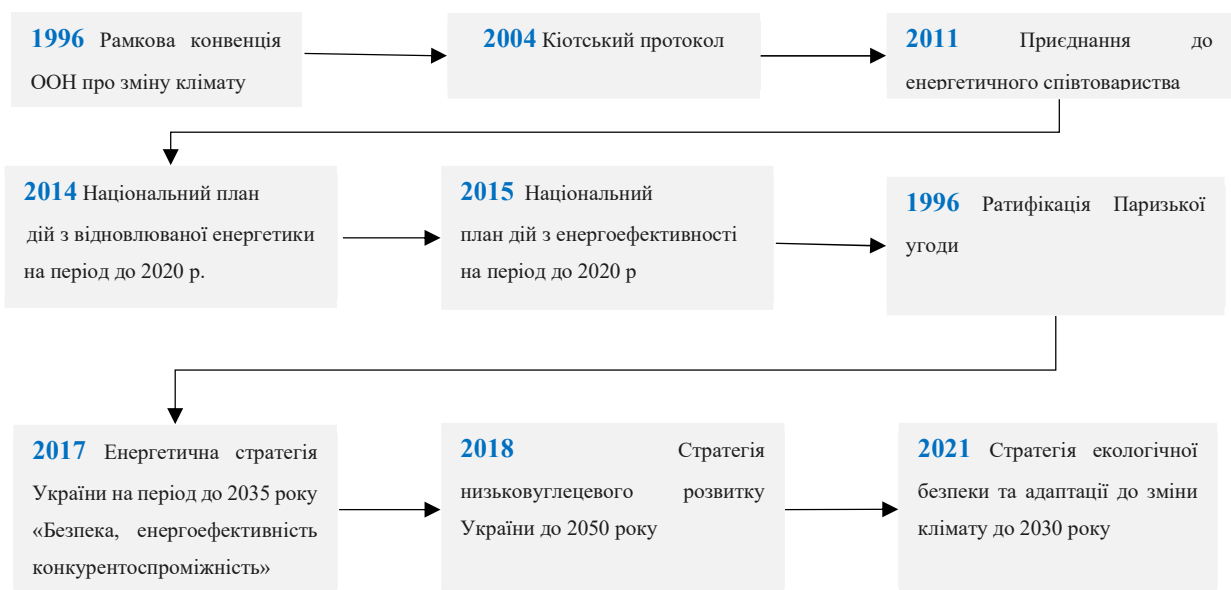 1996 Рамкова конвенція
ООН про зміну клімату
2004 Кіотський протокол
2011 Приєднання до
енергетичного співтовариства
2014 Національний план
дій з відновлюваної енергетики
на період до 2020 р.
2015 Національний
план дій з енергоефективності
на період до 2020 р
1996 Ратифікація Паризької
угоди
2017 Енергетична стратегія
України на період до 2035 року
«Безпека, енергоефективність
конкурентоспроміжність»
2018 Стратегія
низьковуглецевого розвитку
України до 2050 року
2021 Стратегія екологічної
безпеки та адаптації до зміни
клімату до 2030 року